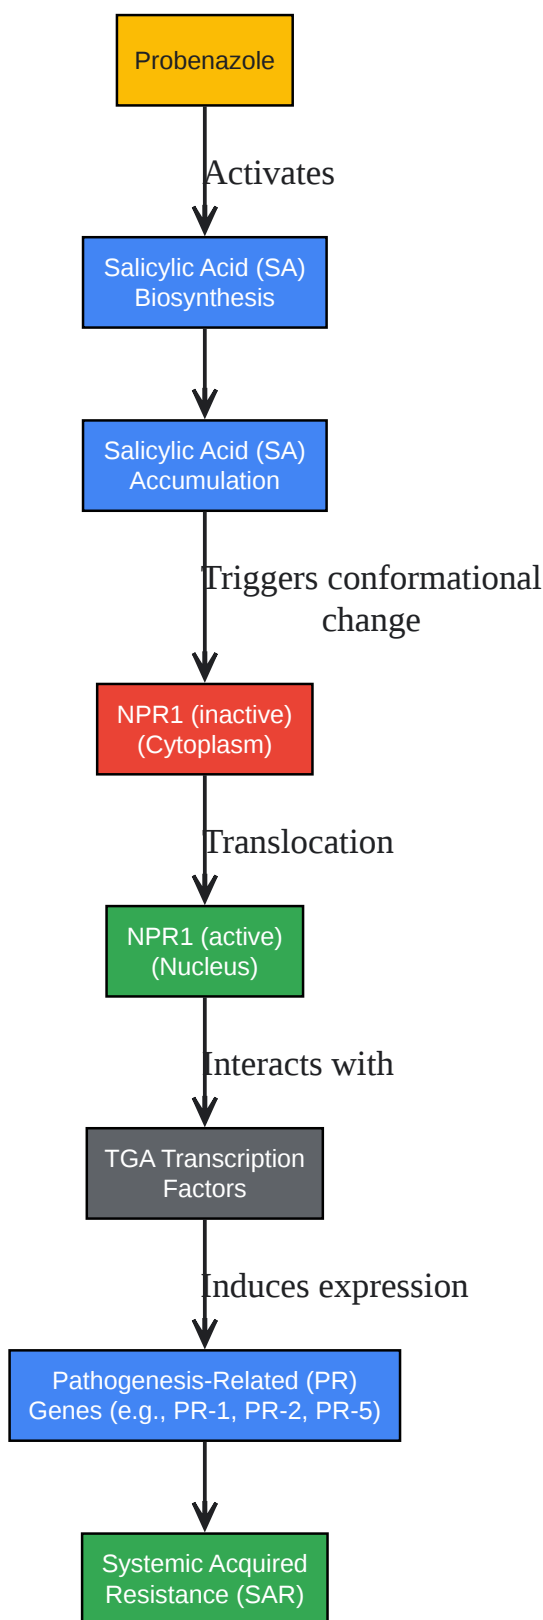 Probenazole
Activates
Salicylic Acid (SA)
Biosynthesis
Salicylic Acid (SA)
Accumulation
Triggers conformational
change
NPR1 (inactive)
(Cytoplasm)
Translocation
NPR1 (active)
(Nucleus)
Interacts with
TGA Transcription
Factors
Induces expression
Pathogenesis-Related (PR)
Genes (e.g., PR-1, PR-2, PR-5)
Systemic Acquired
Resistance (SAR)